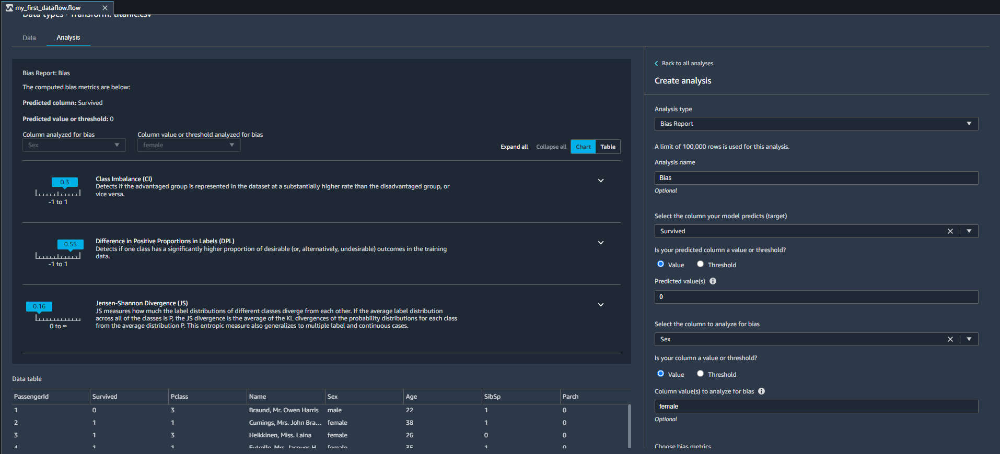 my_first_dataflow.flow
Data types · Transform: titanic.csv
Data Analysis
Bias Report: Bias
The computed bias metrics are below:
Predicted column: Survived
Predicted value or threshold: 0
Column analyzed for bias Column value or threshold analyzed for bias
Sex female
Expand all Collapse all Chart Table
0.3
-1 to 1
Class Imbalance (CI)
Detects if the advantaged group is represented in the dataset at a substantially higher rate than the disadvantaged group, or
vice versa.
0.55
-1 to 1
Difference in Positive Proportions in Labels (DPL)
Detects if one class has a significantly higher proportion of desirable (or, alternatively, undesirable) outcomes in the training
data.
0.16
0 to ∞
Jensen-Shannon Divergence (JS)
JS measures how much the label distributions of different classes diverge from each other. If the average label distribution
across all of the classes is P, the JS divergence is the average of the KL divergences of the probability distributions for each class
from the average distribution P. This entropic measure also generalizes to multiple label and continuous cases.
Data table
PassengerId Survived Pclass Name Sex Age SibSp Parch
1 0 3 Braund, Mr. Owen Harris male 22 1 0
2 1 1 Cumings, Mrs. John Bra... female 38 1 0
3 1 3 Heikkinen, Miss. Laina female 26 0 0
4 1 1 Futrelle, Mrs. Jacques H female 35 1 0
Back to all analyses
Create analysis
Analysis type
Bias Report
A limit of 100,000 rows is used for this analysis.
Analysis name
Bias
Optional
Select the column your model predicts (target)
Survived
Is your predicted column a value or threshold?
Value Threshold
Predicted value(s)
0
Select the column to analyze for bias
Sex
Is your column a value or threshold?
Value Threshold
Column value(s) to analyze for bias
female
Optional
Choose bias metrics